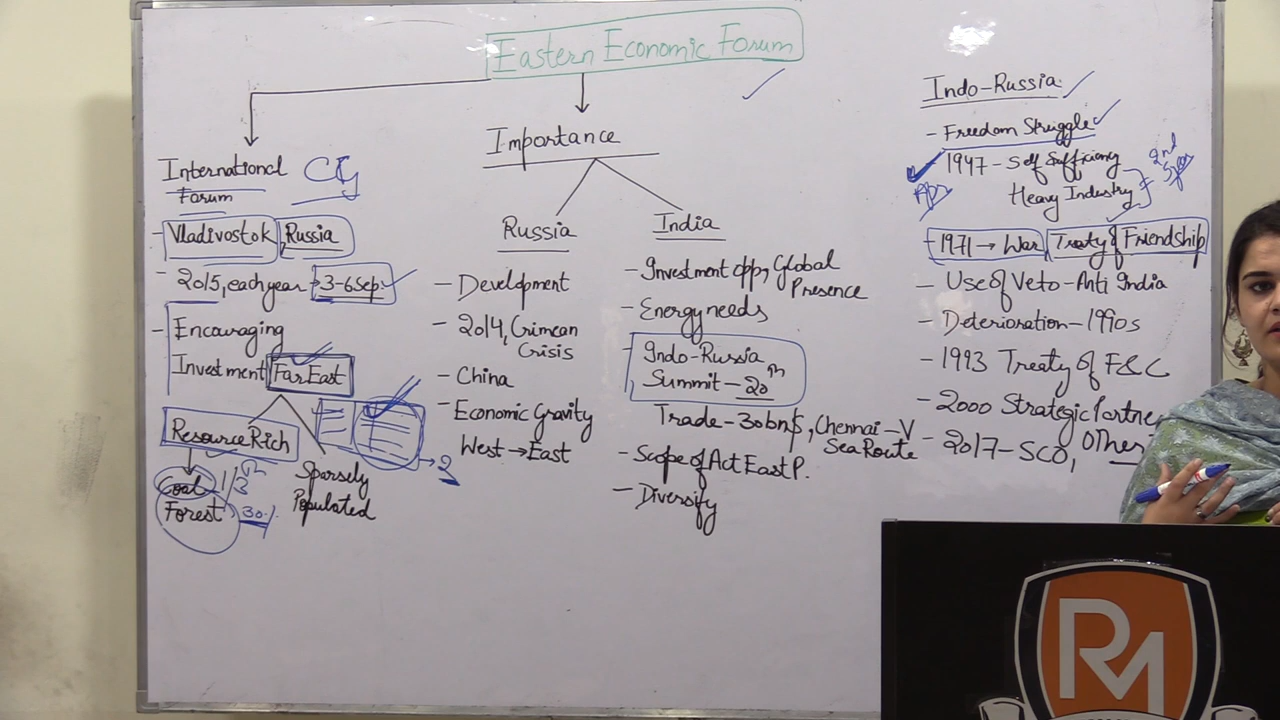 Eastern Economic Forum
International
Forum
- Vladivostok Russia
- 2015, each year → 3-6 Sep
- Encouraging
Investment Far East
Resource Rich
Coal 1/3
Forest 30%
Sparsely
Populated
2
Importance
Russia
- Development
- 2014, Crimean
Crisis
- China
- Economic Gravity
West → East
India
- Investment opp, Global
Presence
- Energy needs
- Indo-Russia
Summit - 20th
Trade - 30bn$, Chennai - V
Sea Route
- Scope of Act East P.
- Diversify
Indo-Russia
- Freedom Struggle
1947 - Self Sufficiency
Heavy Industry
2nd
- 1971 → War Treaty of Friendship
- Use of Veto - Anti India
- Deterioration - 1990s
- 1993 Treaty of F&C
- 2000 Strategic Partne
- 2017 - SCO, Other
RM